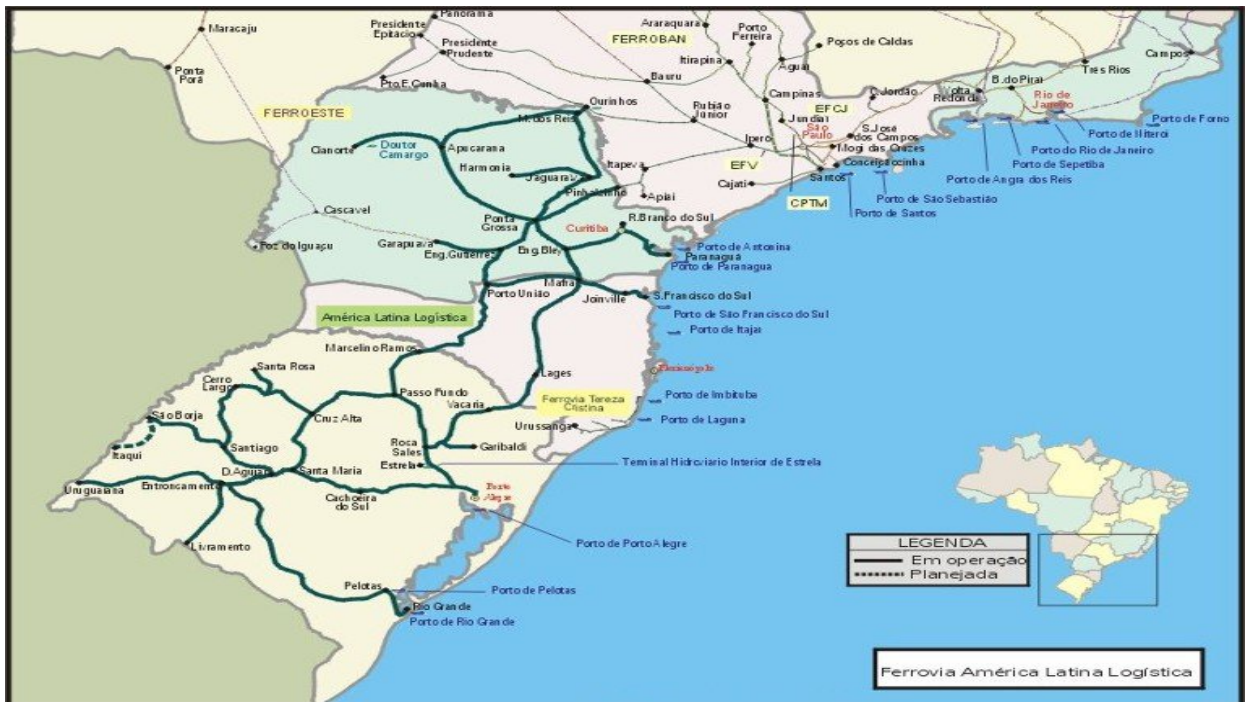 Panorama
Araraquara
Porto
Ferreira
Maracaju
Presidente
Epitácio
FERROBAN
Poços de Caldas
Campos
Presidente
Prudente
Itirapina
Aguaí
Três Rios
Ponta
Porã
Bauru
B.do Piraí
Pto.E.Cunha
Campinas
C.Jordão
Volta
Redonda
Rio de
Janeiro
FERROESTE
Ourinhos
Rubião
Júnior
EFCJ
Jundiaí
São
Paulo
S.José
dos Campos
Porto de Forno
M.dos Reis
Porto de Niterói
Cianorte
Doutor
Camargo
Apucarana
Iperó
Mogi das Cruzes
Porto do Rio de Janeiro
Harmonia
Jaguaraíva
Itapeva
EFV
Conceiçãozinha
Porto de Sepetiba
Pinhalzinho
Apiaí
Cajati
Santos
Porto de Angra dos Reis
Cascavel
CPTM
Porto de São Sebastião
Porto de Santos
Ponta
Grossa
Curitiba
R.Branco do Sul
Foz do Iguaçu
Garapuava
Eng.Gutierrez
Eng.Bley
Porto de Antonina
Paranaguá
Porto de Paranaguá
Mafra
Porto União
Joinville
S.Francisco do Sul
América Latina Logística
Porto de São Francisco do Sul
Porto de Itajaí
Marcelino Ramos
Santa Rosa
Florianópolis
Lages
Cerro
Largo
Passo Fundo
Vacaria
Ferrovia Tereza
Cristina
Porto de Imbituba
São Borja
Cruz Alta
Porto de Laguna
Urussanga
Itaqui
Santiago
Roca
Sales
Garibaldi
Estrela
Terminal Hidroviario Interior de Estrela
D.Aguiar
Santa Maria
Uruguaiana
Entroncamento
Cachoeira
do Sul
Porto
Alegre
Livramento
Porto de Porto Alegre
LEGENDA
Em operação
Planejada
Pelotas
Porto de Pelotas
Rio Grande
Porto de Rio Grande
Ferrovia América Latina Logística